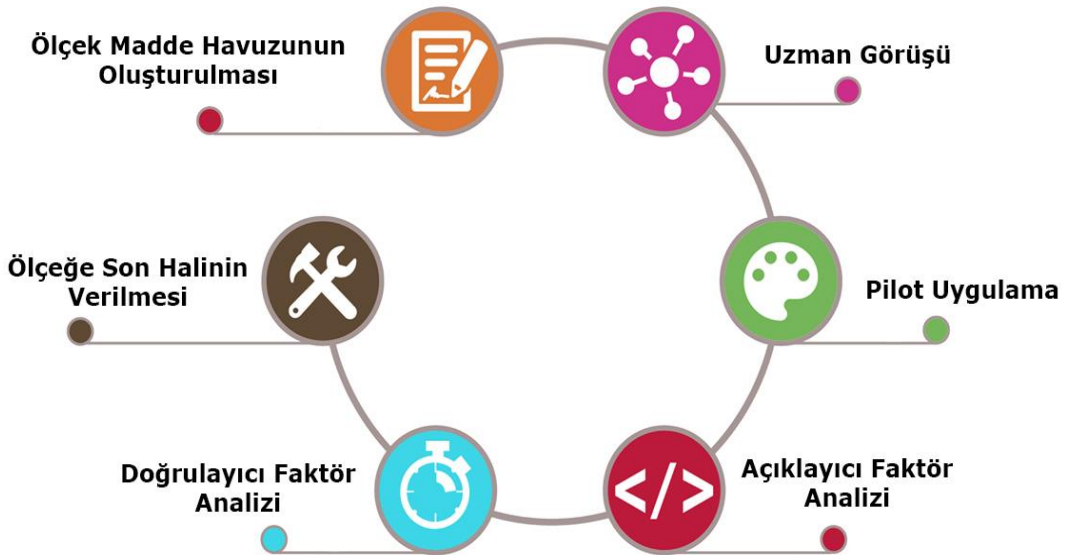 Ölçek Madde Havuzunun
Oluşturulması
Uzman Görüşü
Pilot Uygulama
Açıklayıcı Faktör
Analizi
Doğrulayıcı Faktör
Analizi
Ölçeğe Son Halinin
Verilmesi
</>